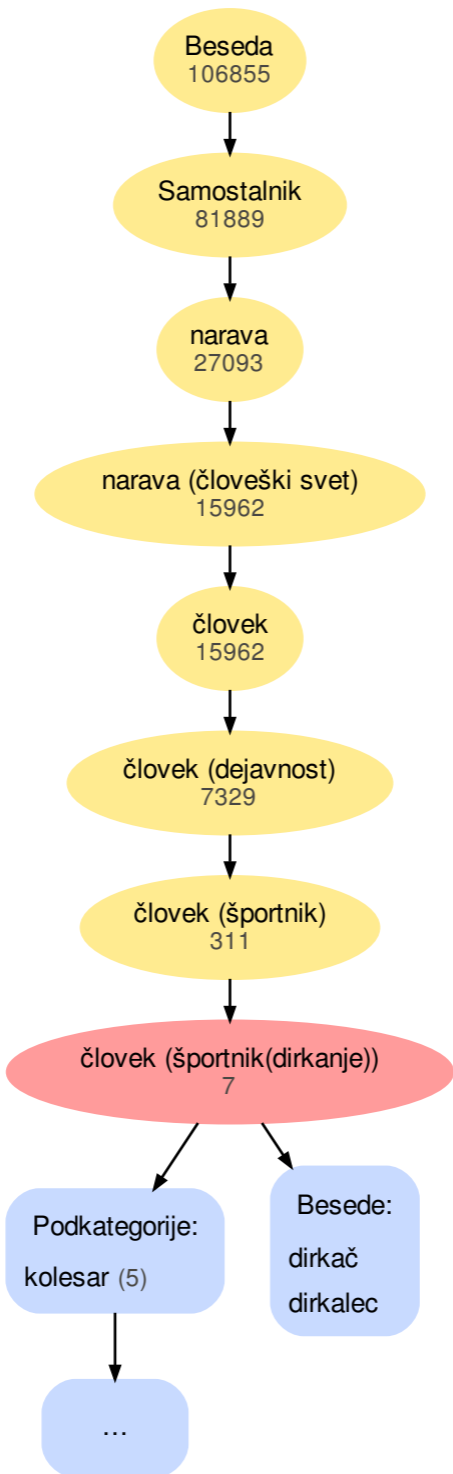 Beseda
106855
Samostalnik
81889
narava
27093
narava (človeški svet)
15962
človek
15962
človek (dejavnost)
7329
človek (športnik)
311
človek (športnik(dirkanje))
7
Podkategorije:
kolesar (5)
...
Besede:
dirkač
dirkalec